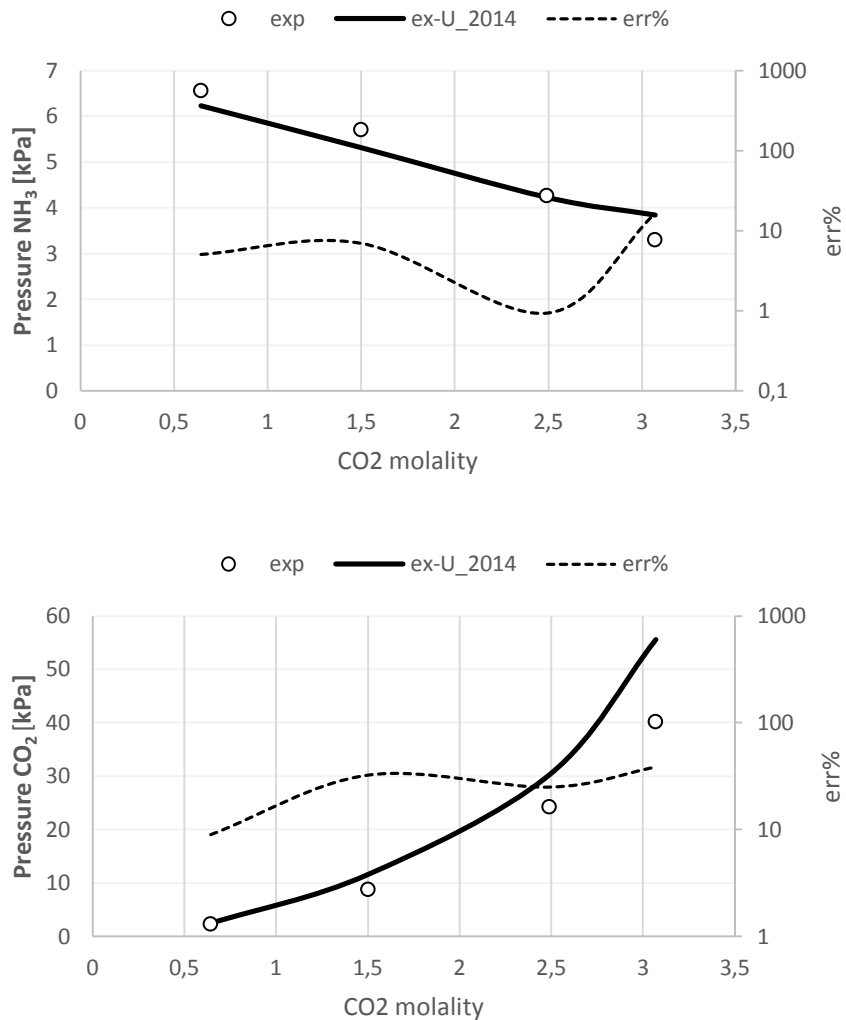 exp ex-U_2014 err%
7 1000
6
5 100
4
3 10
2 1
1
0 0,1
0 0,5 1 1,5 2 2,5 3 3,5
Pressure NH3 [kPa]
err%
CO2 molality
exp ex-U_2014 err%
60 1000
50
40 100
30
20 10
10
0 1
0 0,5 1 1,5 2 2,5 3 3,5
Pressure CO2 [kPa]
err%
CO2 molality